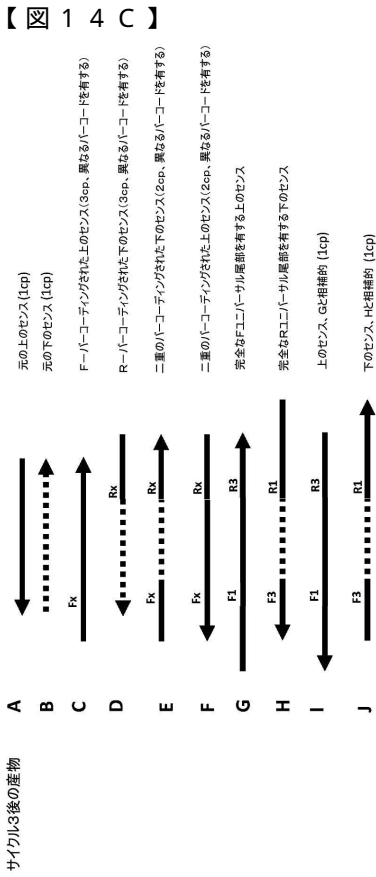 【図１４Ｃ】
サイクル3後の産物
A 元の上のセンス(1cp)
B 元の下のセンス(1cp)
C Fx F－バーコーディングされた上のセンス(3cp、異なるバーコードを有する)
D Rx R－バーコーディングされた下のセンス(3cp、異なるバーコードを有する)
E Fx Rx 二重のバーコーディングされた下のセンス(2cp、異なるバーコードを有する)
F Fx Rx 二重のバーコーディングされた上のセンス(2cp、異なるバーコードを有する)
G F1 R3 完全なFユニバーサル尾部を有する上のセンス
H F3 R1 完全なRユニバーサル尾部を有する下のセンス
I F1 R3 上のセンス、Gと相補的 (1cp)
J F3 R1 下のセンス、Hと相補的 (1cp)